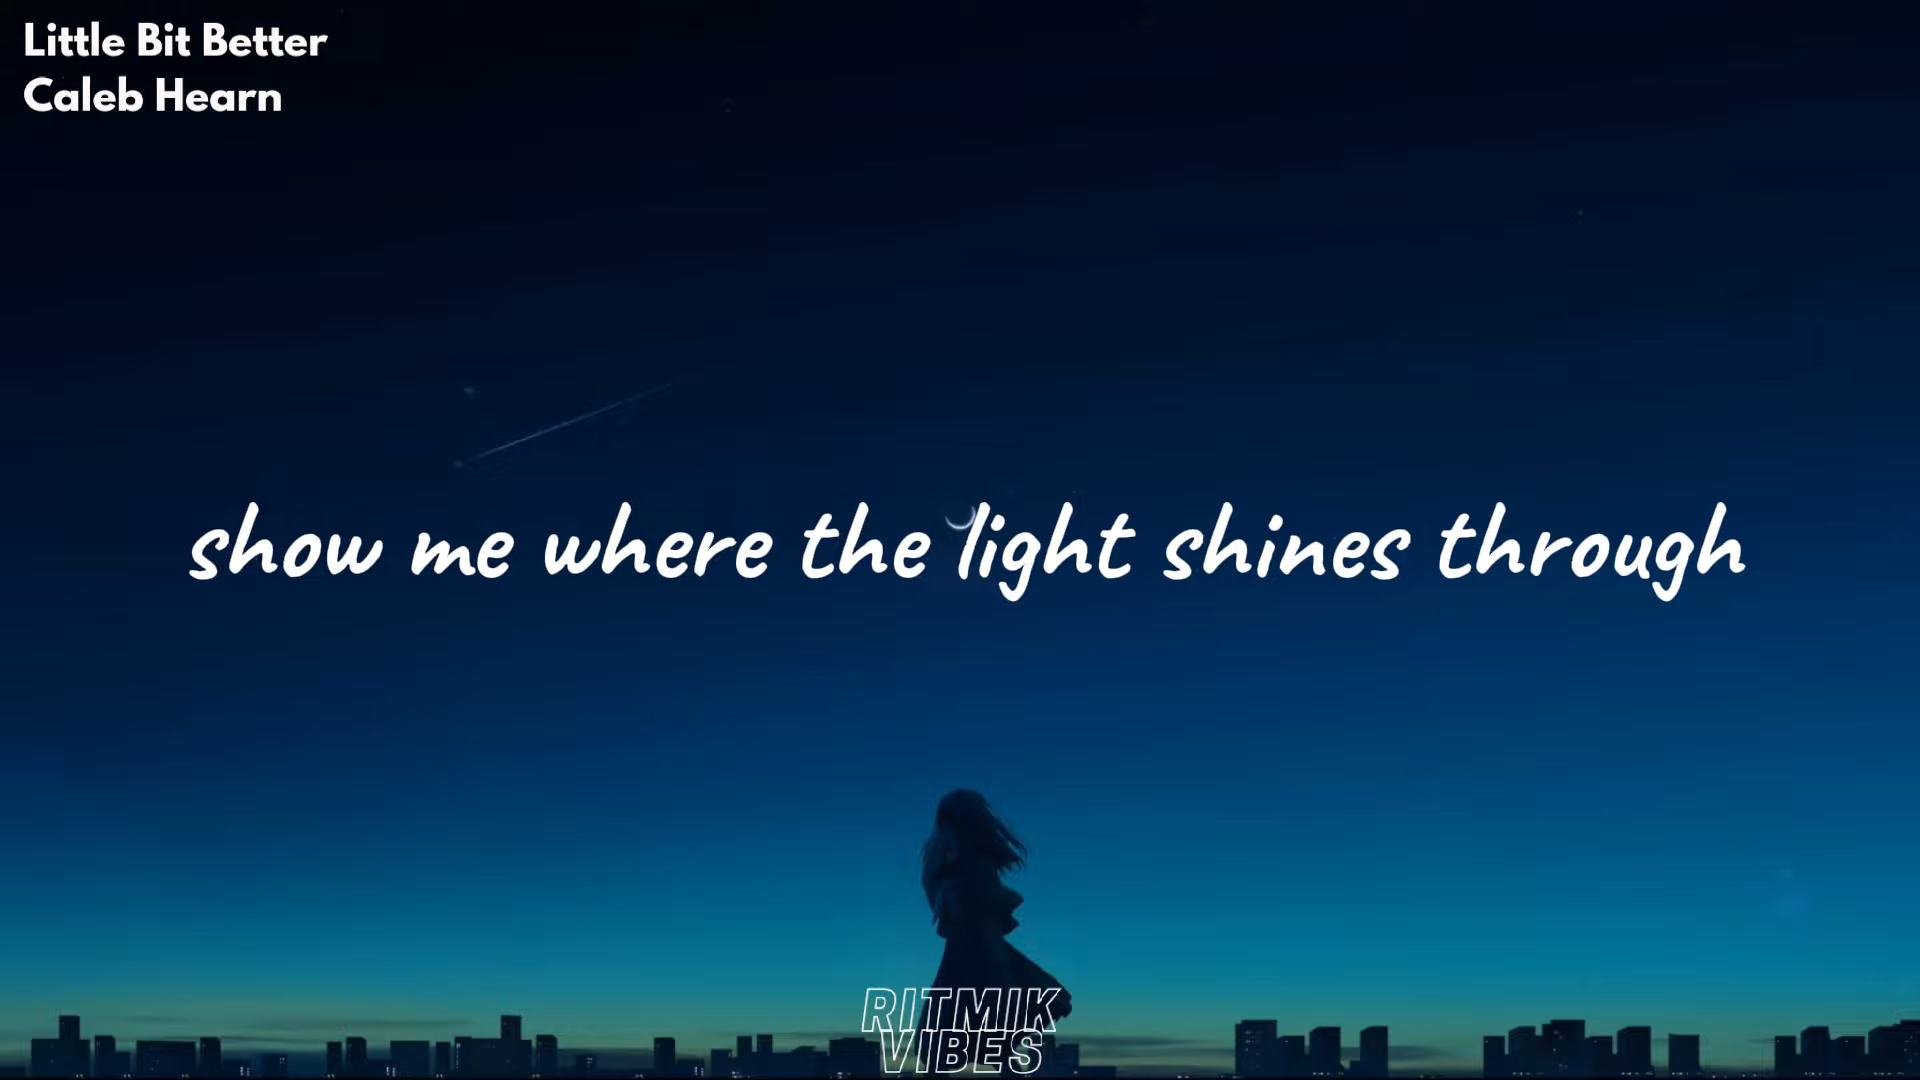 Little Bit Better
Caleb Hearn
show me where the light shines through
RITMIK
VIBES